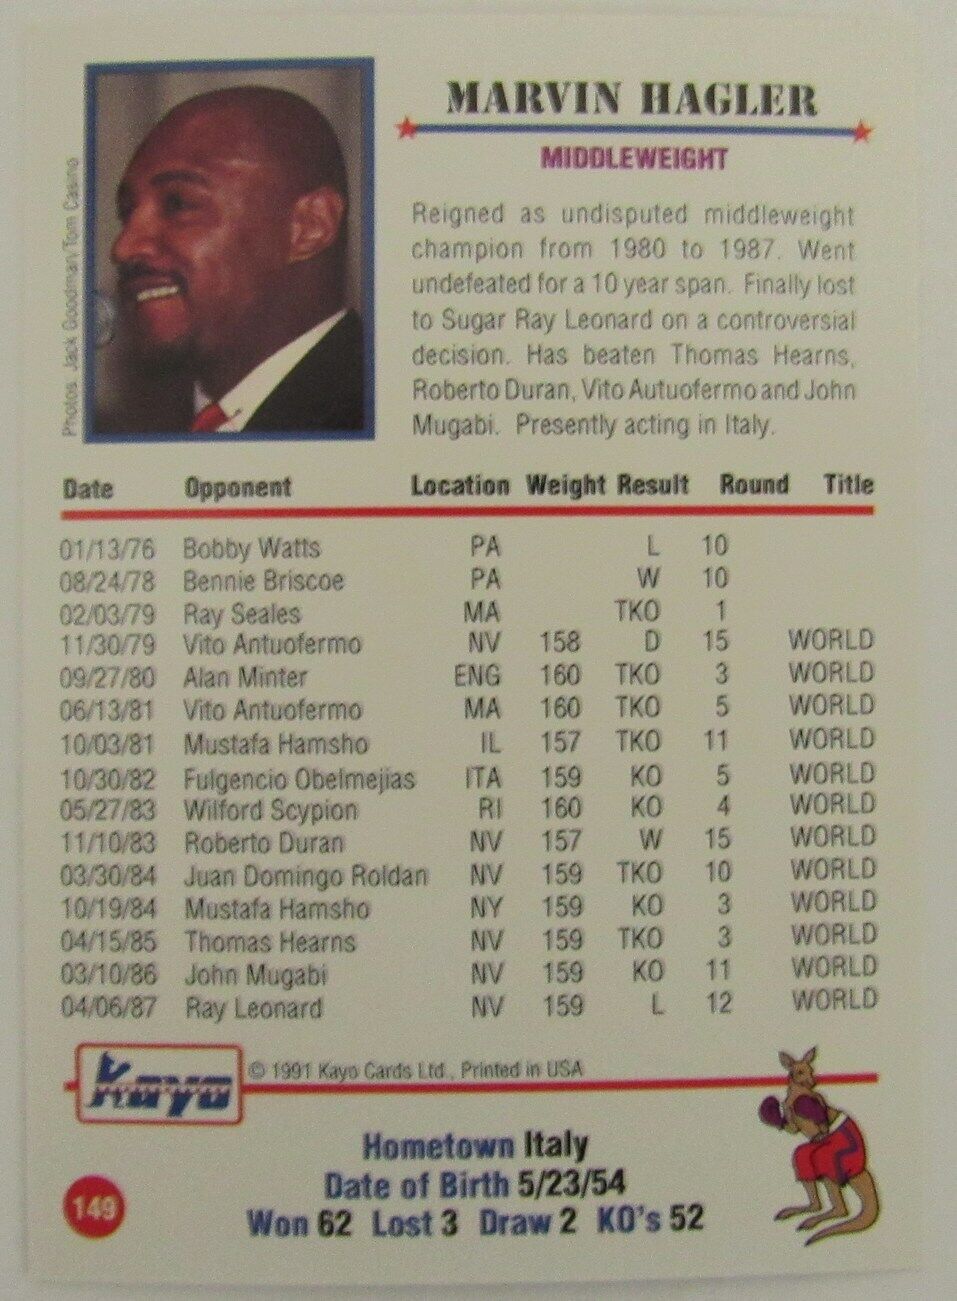 MARVIN HAGLER
MIDDLEWEIGHT
Photos: Jack Goodman/Tom Casino
Reigned as undisputed middleweight
champion from 1980 to 1987. Went
undefeated for a 10 year span. Finally lost
to Sugar Ray Leonard on a controversial
decision. Has beaten Thomas Hearns,
Roberto Duran, Vito Autuofermo and John
Mugabi. Presently acting in Italy.
Date Opponent Location Weight Result Round Title
01/13/76 Bobby Watts PA L 10
08/24/78 Bennie Briscoe PA W 10
02/03/79 Ray Seales MA TKO 1
11/30/79 Vito Antuofermo NV 158 D 15 WORLD
09/27/80 Alan Minter ENG 160 TKO 3 WORLD
06/13/81 Vito Antuofermo MA 160 TKO 5 WORLD
10/03/81 Mustafa Hamsho IL 157 TKO 11 WORLD
10/30/82 Fulgencio Obelmejias ITA 159 KO 5 WORLD
05/27/83 Wilford Scypion RI 160 KO 4 WORLD
11/10/83 Roberto Duran NV 157 W 15 WORLD
03/30/84 Juan Domingo Roldan NV 159 TKO 10 WORLD
10/19/84 Mustafa Hamsho NY 159 KO 3 WORLD
04/15/85 Thomas Hearns NV 159 TKO 3 WORLD
03/10/86 John Mugabi NV 159 KO 11 WORLD
04/06/87 Ray Leonard NV 159 L 12 WORLD
Kayo
© 1991 Kayo Cards Ltd., Printed in USA
Hometown Italy
Date of Birth 5/23/54
149
Won 62 Lost 3 Draw 2 KO's 52